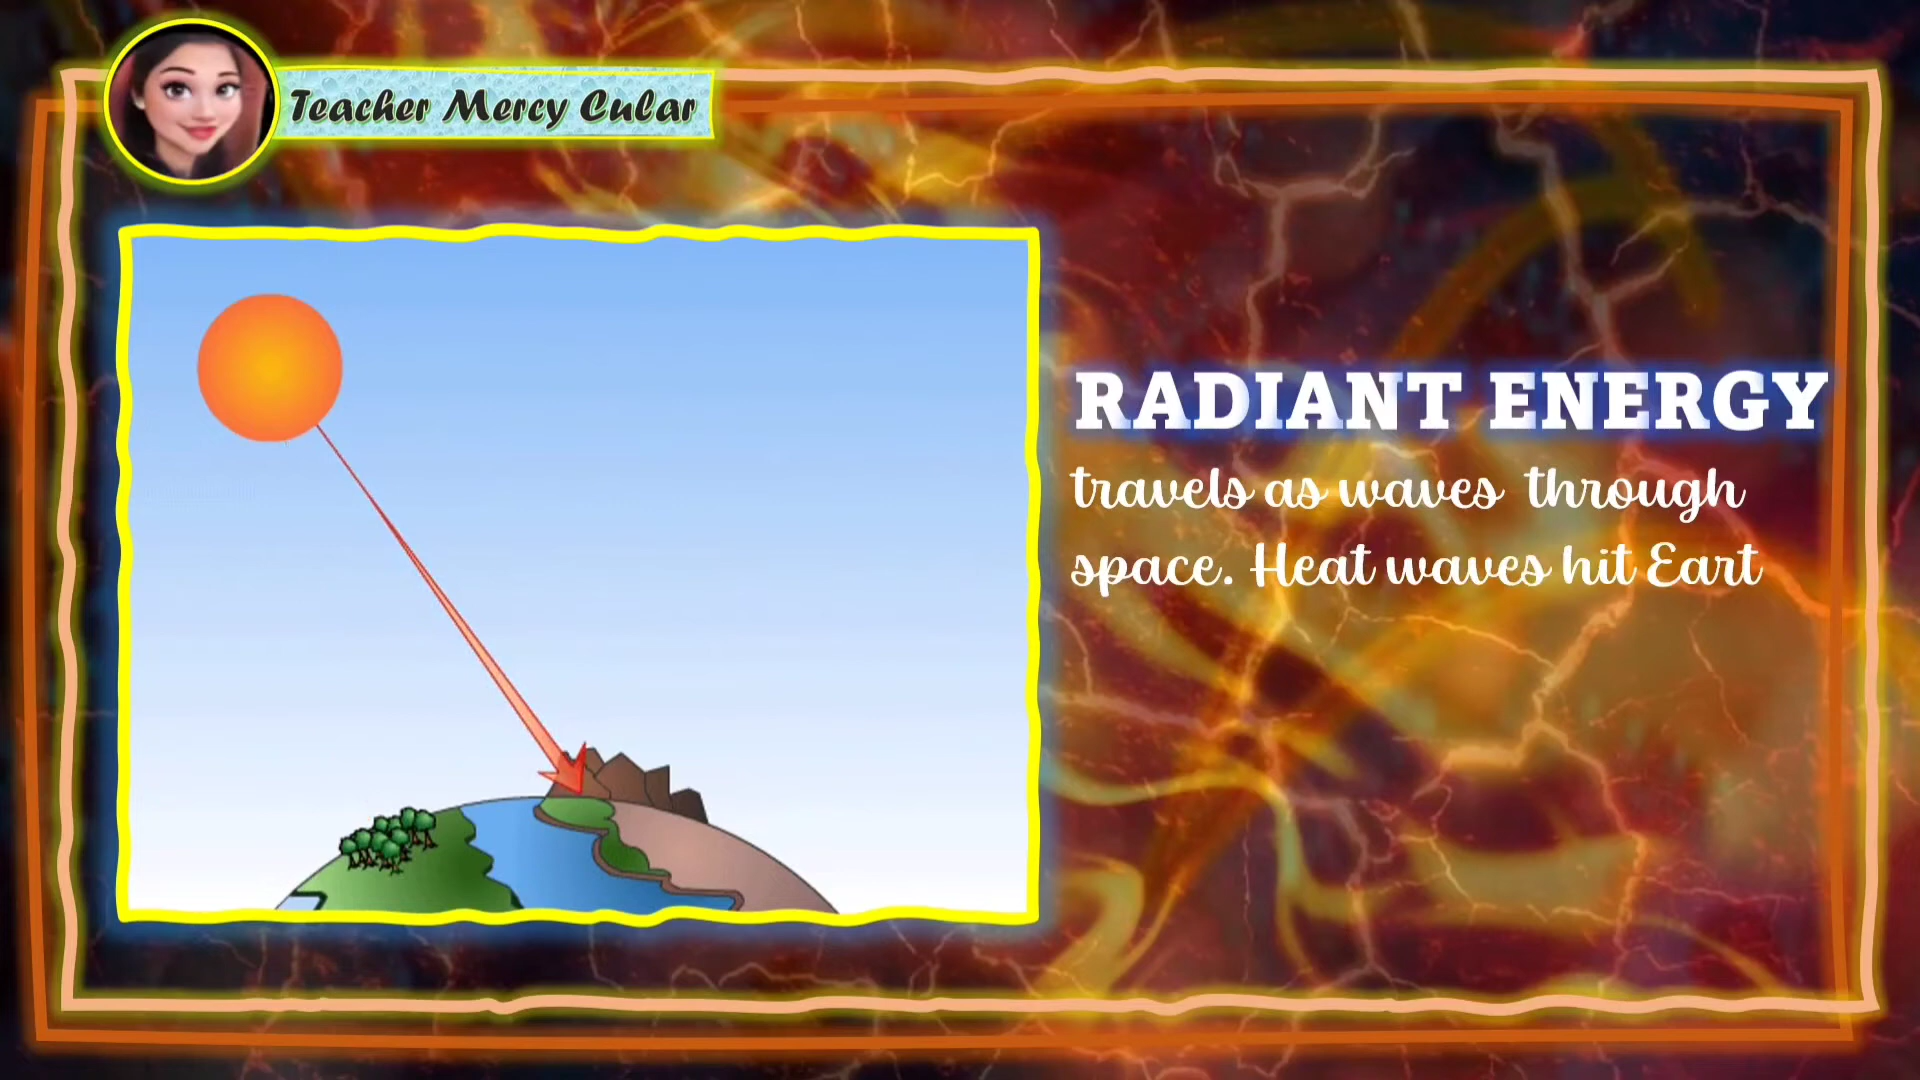 Teacher Mercy Cular
RADIANT ENERGY
travels as waves through
space. Heat waves hit Eart